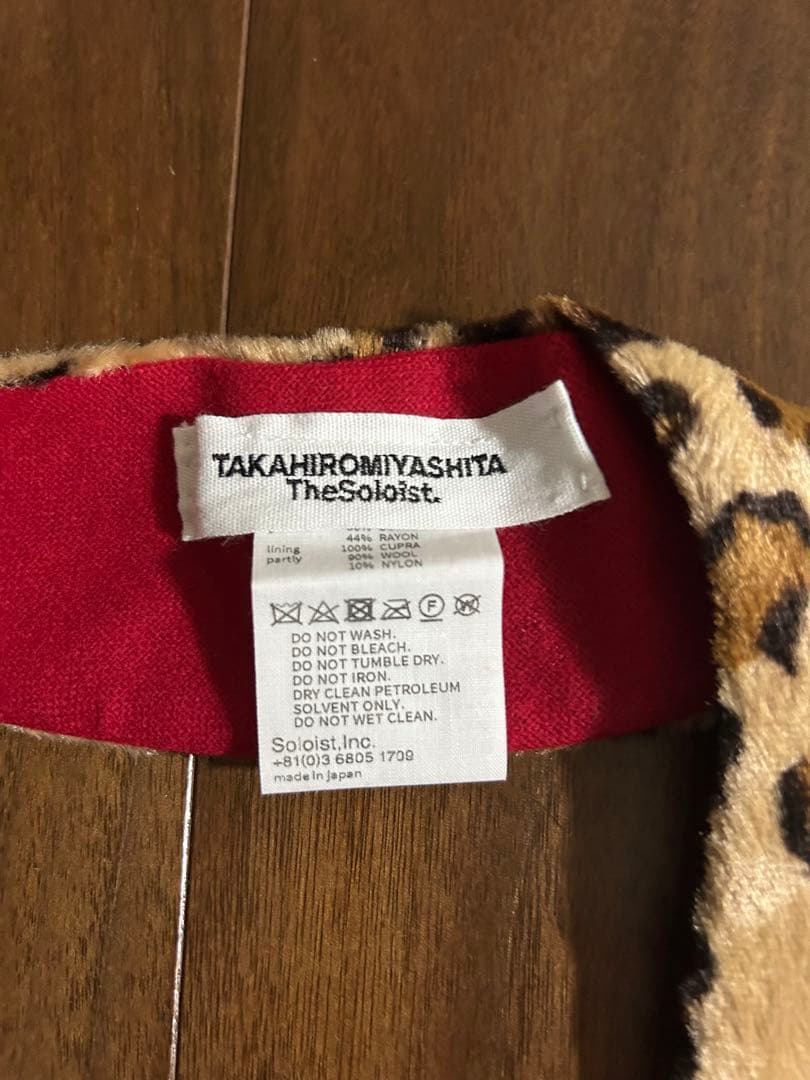 TAKAHIROMIYASHITA
TheSoloist.
44% RAYON
lining 100% CUPRA
partly 90% WOOL
10% NYLON
F W
DO NOT WASH.
DO NOT BLEACH.
DO NOT TUMBLE DRY.
DO NOT IRON.
DRY CLEAN PETROLEUM
SOLVENT ONLY.
DO NOT WET CLEAN.
Soloist,Inc.
+81(0)3 6805 1709
made in japan